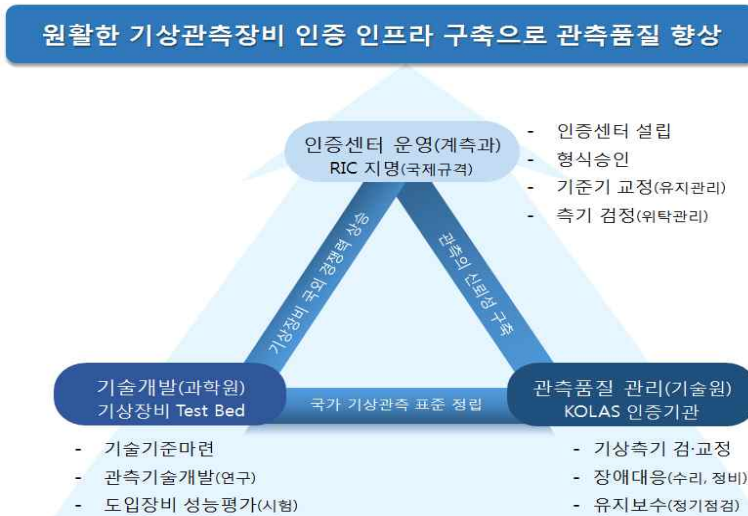 원활한 기상관측장비 인증 인프라 구축으로 관측품질 향상
인증센터 운영(계측과)
RIC 지명(국제규격)
- 인증센터 설립
- 형식승인
- 기준기 교정(유지관리)
- 측기 검정(위탁관리)
기상장비 국외 경쟁력 상승
관측의 신뢰성 구축
기술개발(과학원)
기상장비 Test Bed
국가 기상관측 표준 정립
관측품질 관리(기술원)
KOLAS 인증기관
- 기술기준마련
- 관측기술개발(연구)
- 도입장비 성능평가(시험)
- 기상측기 검·교정
- 장애대응(수리, 정비)
- 유지보수(정기점검)